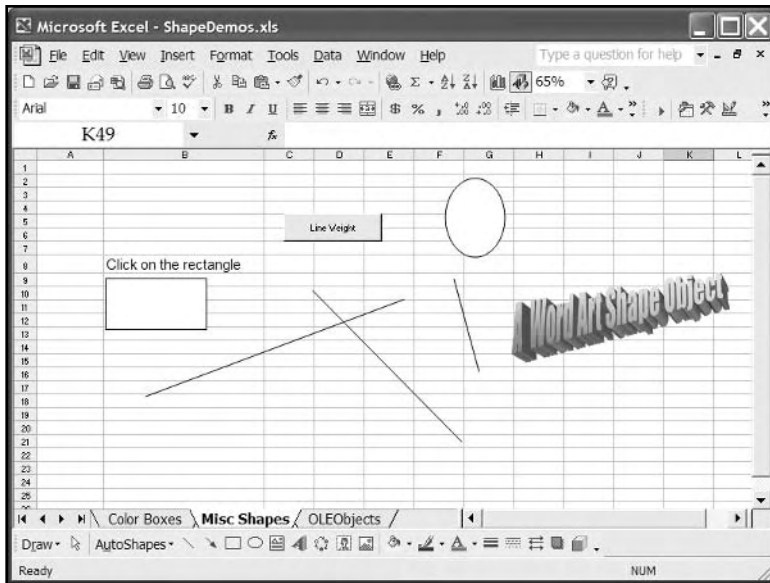 Microsoft Excel - ShapeDemos.xls
File Edit View Insert Format Tools Data Window Help Type a question for help
65%
Arial 10 B I U $ % ,
K49 fx
A B C D E F G H I J K L
1
2
3
4
5
6
7
8
9
10
11
12
13
14
15
16
17
18
19
20
21
22
23
24
25
Line Weight
Click on the rectangle
A Word Art Shape Object
Color Boxes Misc Shapes OLEObjects
Draw AutoShapes
Ready NUM